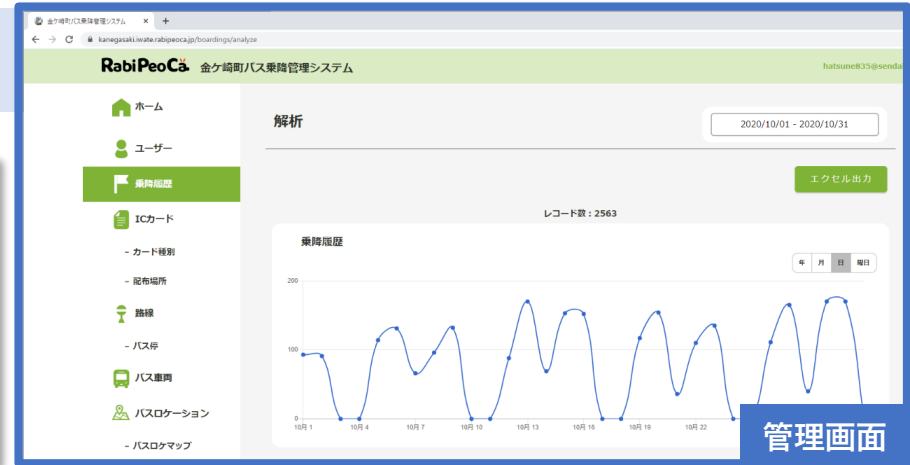 金ケ崎町バス乗降管理システム
kanegasaki.iwate.rabipeoca.jp/boardings/analyze
RabiPeoCa 金ケ崎町バス乗降管理システム
hatsune835@senda
ホーム
ユーザー
乗降履歴
ICカード
- カード種別
- 配布場所
路線
- バス停
バス車両
バスロケーション
- バスロケマップ
解析
2020/10/01 - 2020/10/31
エクセル出力
レコード数 : 2563
乗降履歴
年 月 日 曜日
200
100
0
10月 1 10月 4 10月 7 10月 10 10月 13 10月 16 10月 19 10月 22
管理画面